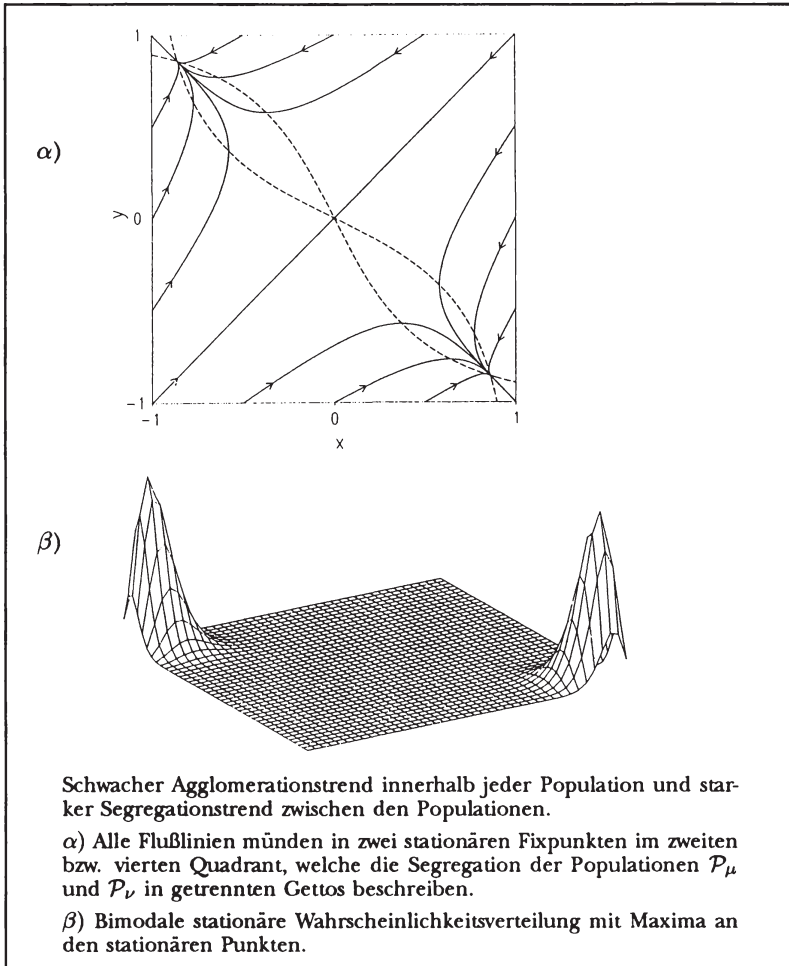 α)
1
0
−1
y
−1
0
1
x
β)
Schwacher Agglomerationstrend innerhalb jeder Population und star-
ker Segregationstrend zwischen den Populationen.
α) Alle Flußlinien münden in zwei stationären Fixpunkten im zweiten
bzw. vierten Quadrant, welche die Segregation der Populationen 𝒫μ
und 𝒫ν in getrennten Gettos beschreiben.
β) Bimodale stationäre Wahrscheinlichkeitsverteilung mit Maxima an
den stationären Punkten.